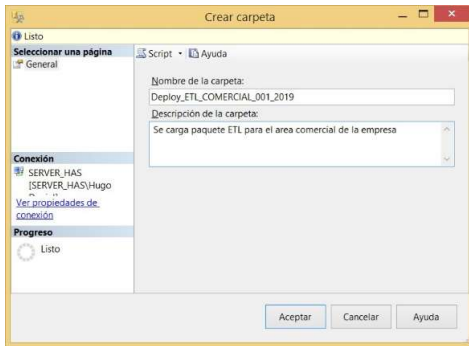 Crear carpeta
Listo
Seleccionar una página
General
Script
Ayuda
Nombre de la carpeta:
Deploy_ETL_COMERCIAL_001_2019
Descripción de la carpeta:
Se carga paquete ETL para el area comercial de la empresa
Conexión
SERVER_HAS
[SERVER_HAS\Hugo
Ver propiedades de
conexión
Progreso
Listo
Aceptar
Cancelar
Ayuda